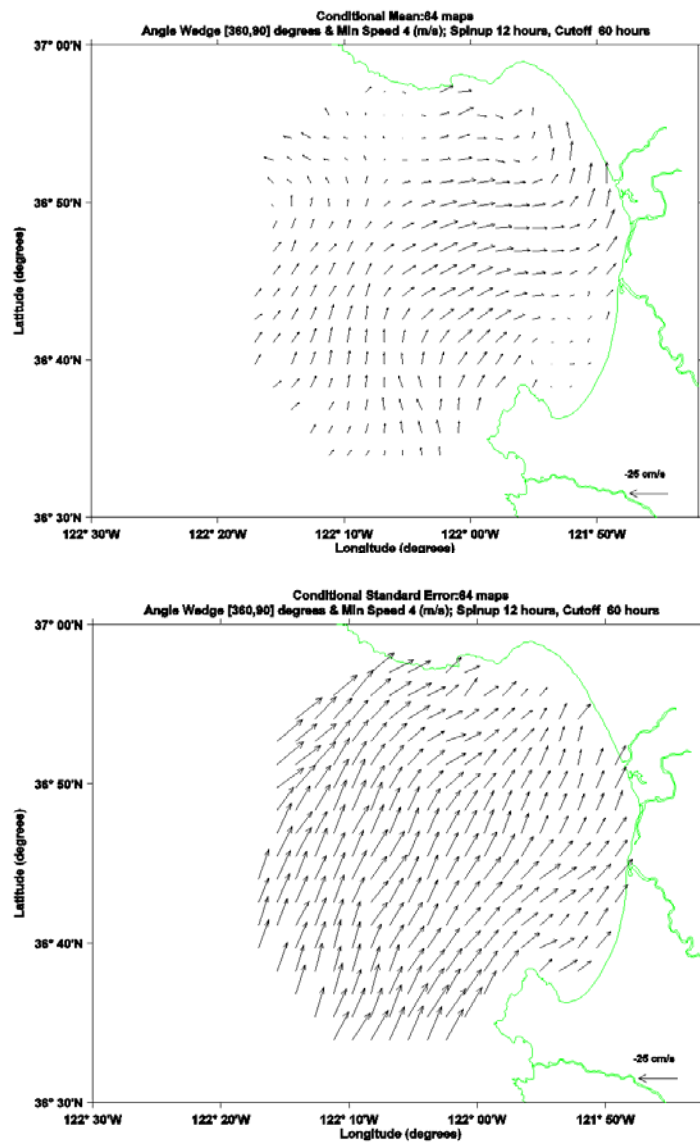 Conditional Mean:64 maps
Angle Wedge [360,90] degrees & Min Speed 4 (m/s); Spinup 12 hours, Cutoff 60 hours
37° 00'N
36° 50'N
36° 40'N
36° 30'N
Latitude (degrees)
-25 cm/s
122° 30'W
122° 20'W
122° 10'W
122° 00'W
121° 50'W
Longitude (degrees)
Conditional Standard Error:64 maps
Angle Wedge [360,90] degrees & Min Speed 4 (m/s); Spinup 12 hours, Cutoff 60 hours
37° 00'N
36° 50'N
36° 40'N
36° 30'N
Latitude (degrees)
-25 cm/s
122° 30'W
122° 20'W
122° 10'W
122° 00'W
121° 50'W
Longitude (degrees)